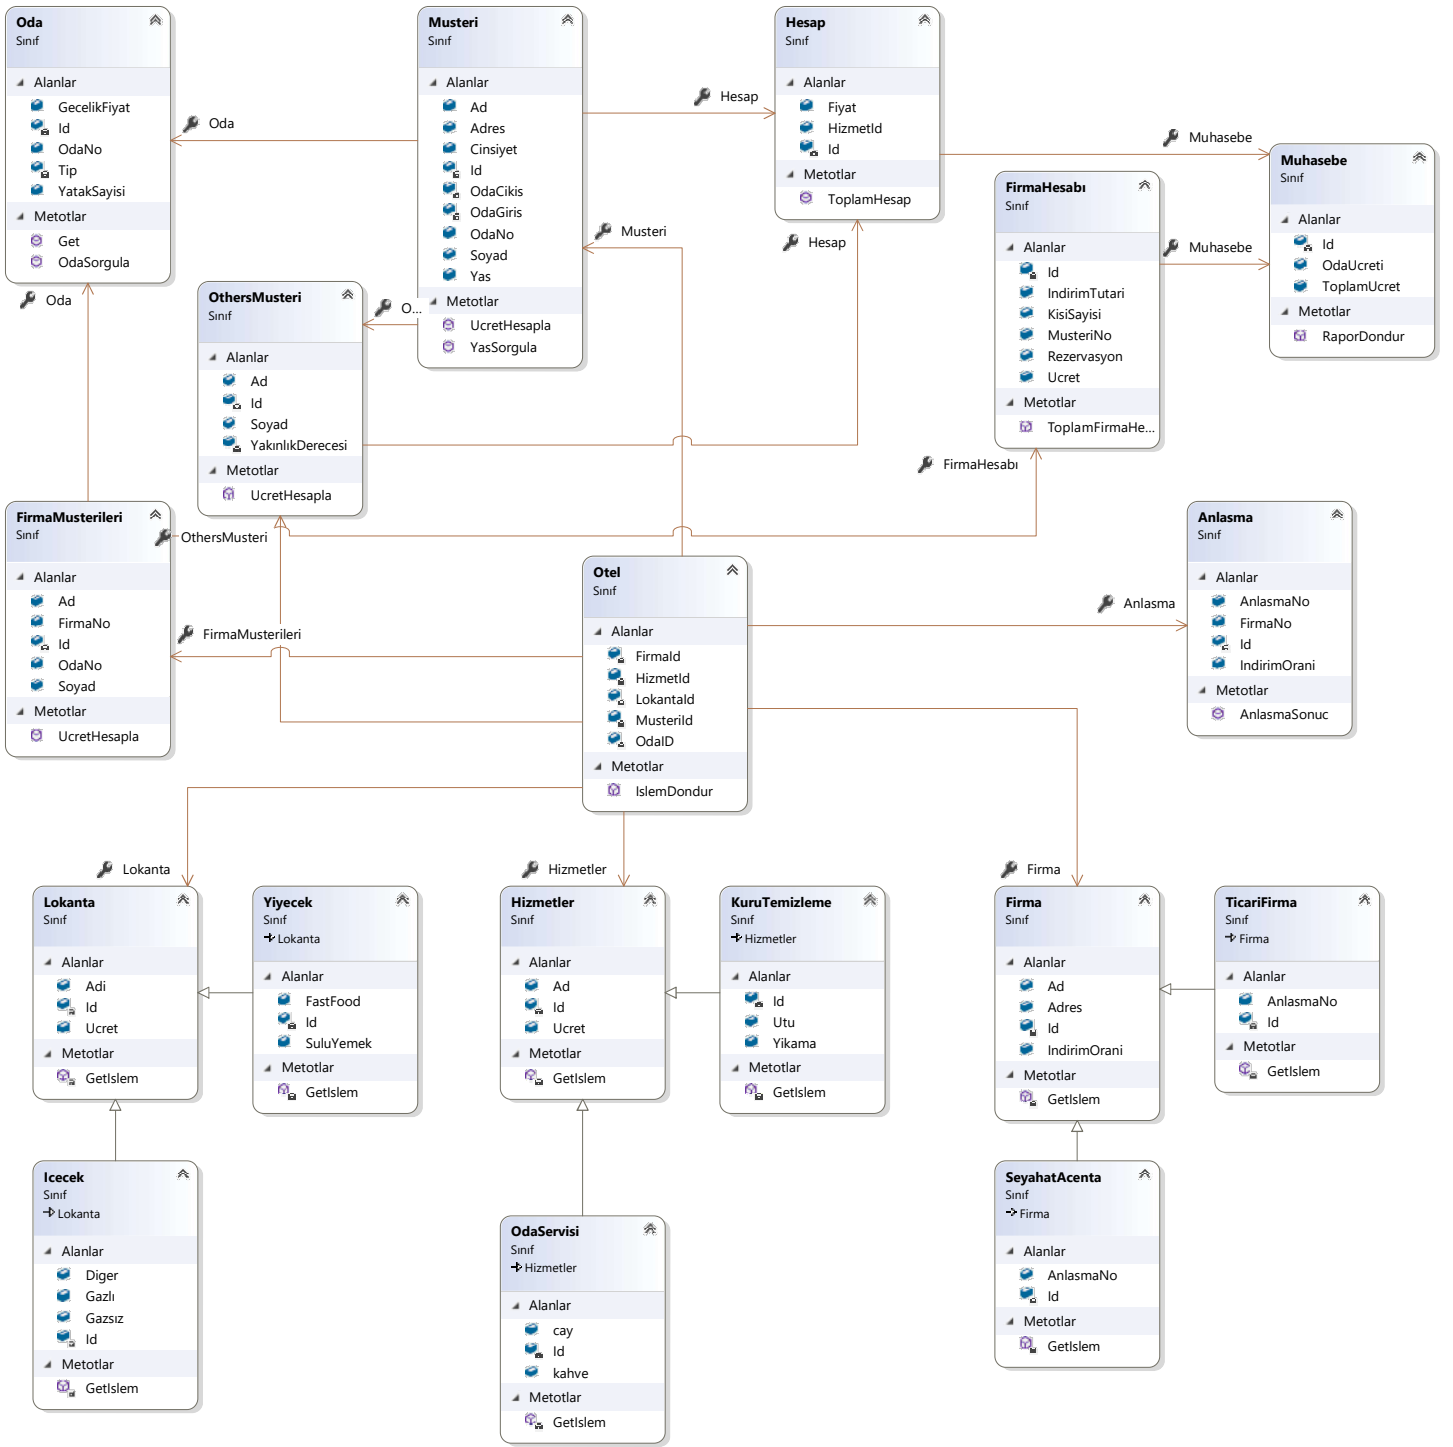 Oda
Sınıf
Alanlar
GecelikFiyat
Id
OdaNo
Tip
YatakSayisi
Metotlar
Get
OdaSorgula
Oda
Musteri
Sınıf
Alanlar
Ad
Adres
Cinsiyet
Id
OdaCikis
OdaGiris
OdaNo
Soyad
Yas
Metotlar
UcretHesapla
YasSorgula
Hesap
Hesap
Sınıf
Alanlar
Fiyat
HizmetId
Id
Metotlar
ToplamHesap
Muhasebe
Muhasebe
Sınıf
Alanlar
Id
OdaUcreti
ToplamUcret
Metotlar
RaporDondur
FirmaHesabı
Sınıf
Alanlar
Id
IndirimTutari
KisiSayisi
MusteriNo
Rezervasyon
Ucret
Metotlar
ToplamFirmaHe...
Muhasebe
Musteri
Hesap
Oda
O...
OthersMusteri
Sınıf
Alanlar
Ad
Id
Soyad
YakınlıkDerecesi
Metotlar
UcretHesapla
FirmaHesabı
FirmaMusterileri
Sınıf
Alanlar
Ad
FirmaNo
Id
OdaNo
Soyad
Metotlar
UcretHesapla
OthersMusteri
FirmaMusterileri
Otel
Sınıf
Alanlar
FirmaId
HizmetId
LokantaId
MusteriId
OdaID
Metotlar
IslemDondur
Anlasma
Anlasma
Sınıf
Alanlar
AnlasmaNo
FirmaNo
Id
IndirimOrani
Metotlar
AnlasmaSonuc
Lokanta
Hizmetler
Firma
Lokanta
Sınıf
Alanlar
Adi
Id
Ucret
Metotlar
GetIslem
Yiyecek
Sınıf
Lokanta
Alanlar
FastFood
Id
SuluYemek
Metotlar
GetIslem
Hizmetler
Sınıf
Alanlar
Ad
Id
Ucret
Metotlar
GetIslem
KuruTemizleme
Sınıf
Hizmetler
Alanlar
Id
Utu
Yikama
Metotlar
GetIslem
Firma
Sınıf
Alanlar
Ad
Adres
Id
IndirimOrani
Metotlar
GetIslem
TicariFirma
Sınıf
Firma
Alanlar
AnlasmaNo
Id
Metotlar
GetIslem
Icecek
Sınıf
Lokanta
Alanlar
Diger
Gazlı
Gazsız
Id
Metotlar
GetIslem
OdaServisi
Sınıf
Hizmetler
Alanlar
cay
Id
kahve
Metotlar
GetIslem
SeyahatAcenta
Sınıf
Firma
Alanlar
AnlasmaNo
Id
Metotlar
GetIslem